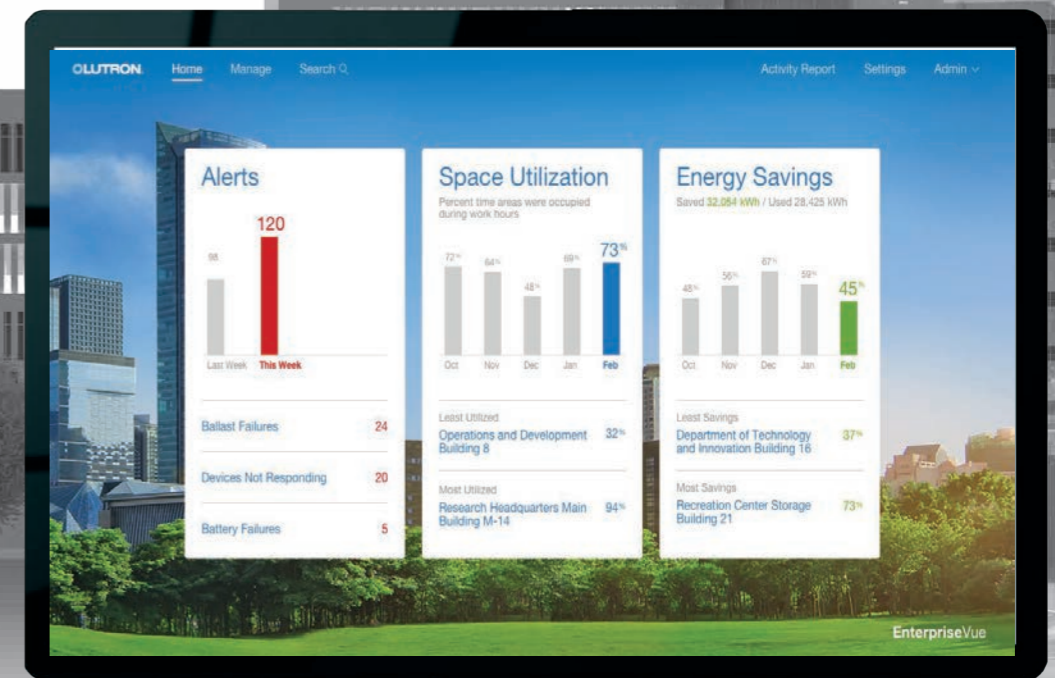 LUTRON
Home
Manage
Search
Activity Report
Settings
Admin
Alerts
120
98
Last Week
This Week
Ballast Failures
24
Devices Not Responding
20
Battery Failures
5
Space Utilization
Percent time areas were occupied
during work hours
72%
64%
48%
69%
73%
Oct
Nov
Dec
Jan
Feb
Least Utilized
Operations and Development
Building 8
32%
Most Utilized
Research Headquarters Main
Building M-14
94%
Energy Savings
Saved 32,054 kWh / Used 28,425 kWh
48%
56%
67%
59%
45%
Oct
Nov
Dec
Jan
Feb
Least Savings
Department of Technology
and Innovation Building 16
37%
Most Savings
Recreation Center Storage
Building 21
73%
EnterpriseVue